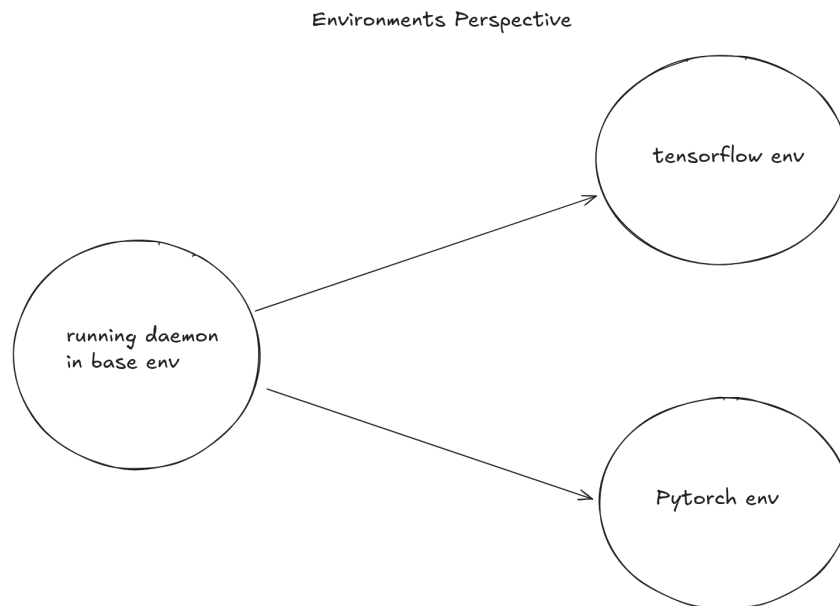 Environments Perspective
tensorflow env
running daemon
in base env
Pytorch env